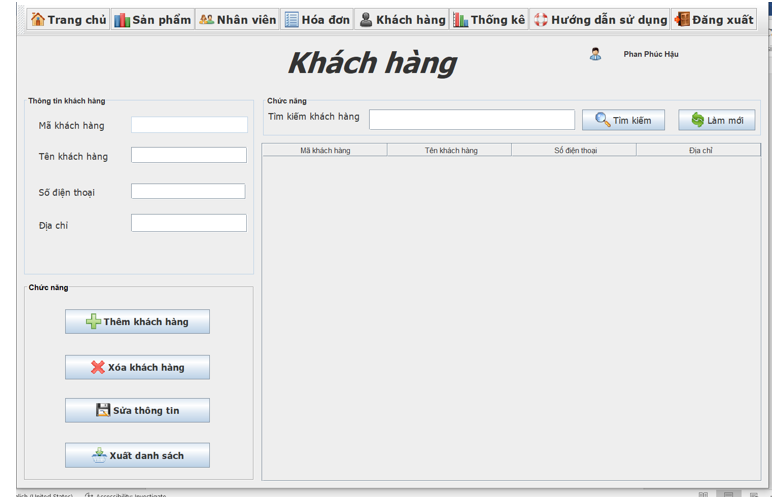 Trang chủ Sản phẩm Nhân viên Hóa đơn Khách hàng Thống kê Hướng dẫn sử dụng Đăng xuất
Khách hàng
Phan Phúc Hậu
Thông tin khách hàng
Mã khách hàng
Tên khách hàng
Số điện thoại
Địa chỉ
Chức năng
Tìm kiếm khách hàng
Tìm kiếm
Làm mới
Mã khách hàng Tên khách hàng Số điện thoại Địa chỉ
Chức năng
Thêm khách hàng
Xóa khách hàng
Sửa thông tin
Xuất danh sách
(United States) Accessibility: Investigate